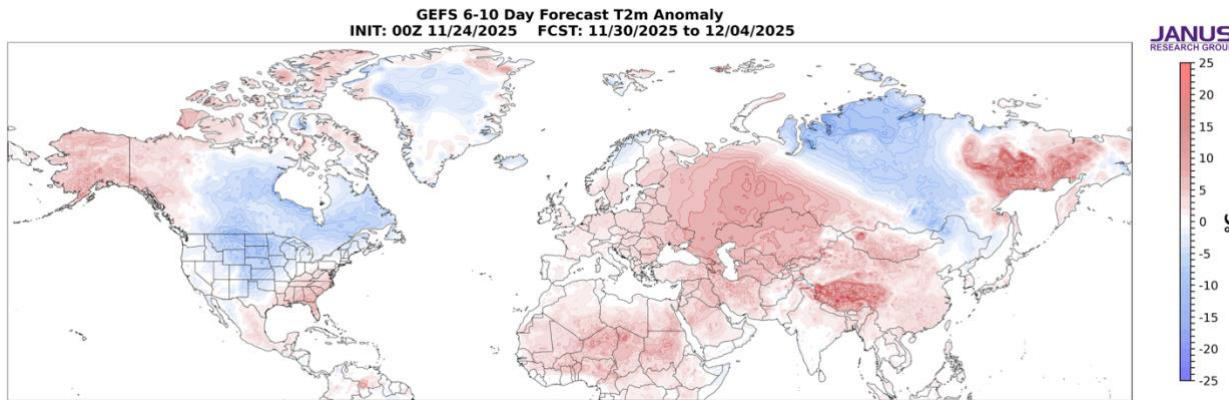 GEFS 6-10 Day Forecast T2m Anomaly
INIT: 00Z 11/24/2025 FCST: 11/30/2025 to 12/04/2025
JANUS
RESEARCH GROUP
25
20
15
10
5
0
-5
-10
-15
-20
-25
°C